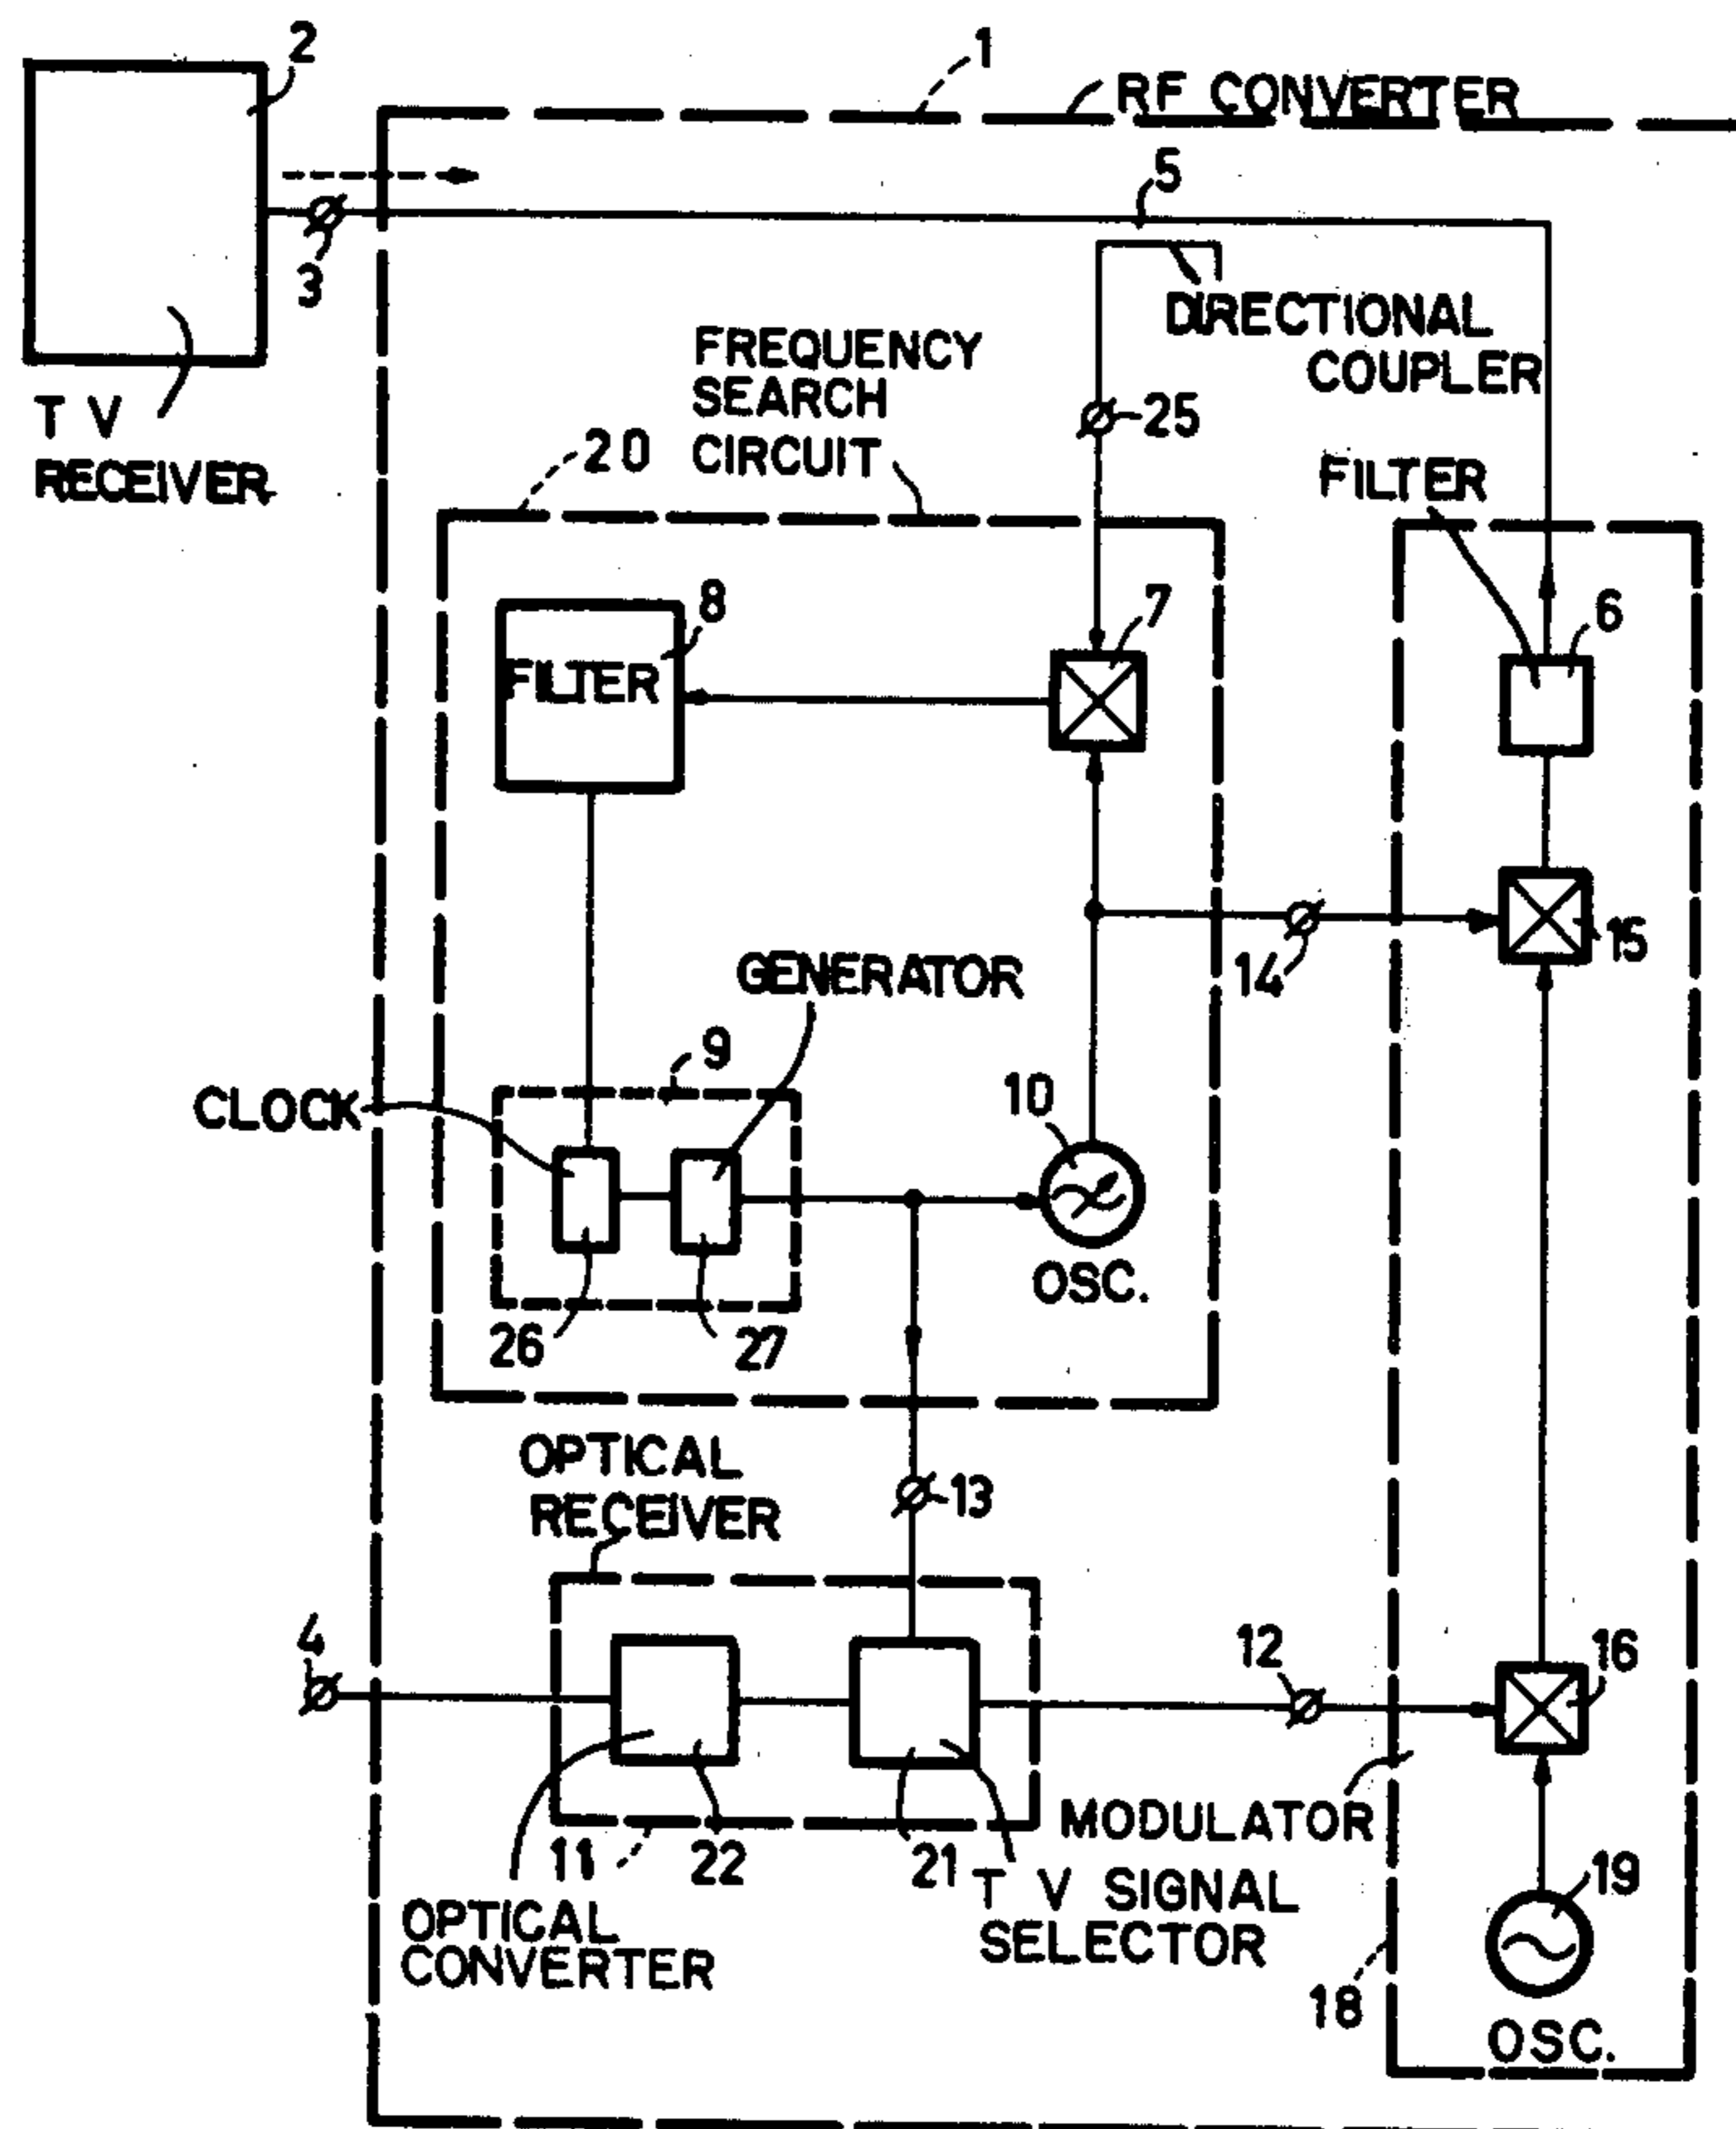 2
1
RF CONVERTER
5
3
DIRECTIONAL
COUPLER
FREQUENCY
SEARCH
CIRCUIT
20
25
T V
RECEIVER
FILTER
8
7
6
FILTER
15
14
GENERATOR
9
10
CLOCK
OSC.
26
27
OPTICAL
RECEIVER
13
4
12
16
MODULATOR
11
22
21
T V SIGNAL
SELECTOR
19
OPTICAL
CONVERTER
18
OSC.